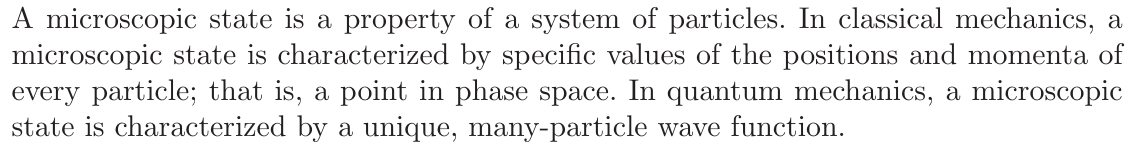 A microscopic state is a property of a system of particles. In classical mechanics, a
microscopic state is characterized by specific values of the positions and momenta of
every particle; that is, a point in phase space. In quantum mechanics, a microscopic
state is characterized by a unique, many-particle wave function.